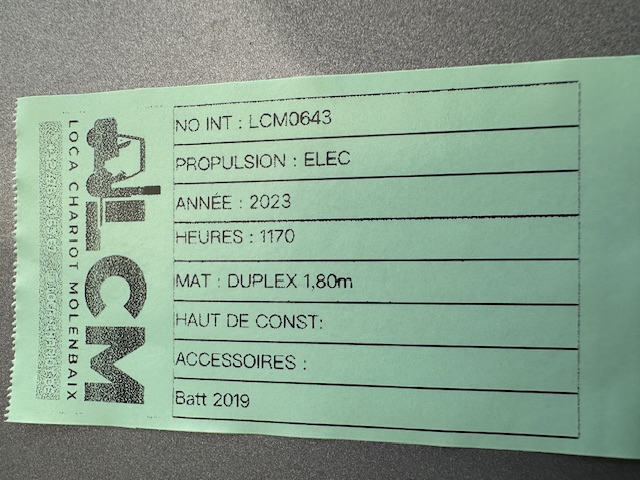 NO INT : LCM0643
PROPULSION : ELEC
ANNÉE : 2023
HEURES : 1170
MAT : DUPLEX 1,80m
HAUT DE CONST:
ACCESSOIRES :
Batt 2019
LCM
LOCA CHARIOT MOLENBAIX